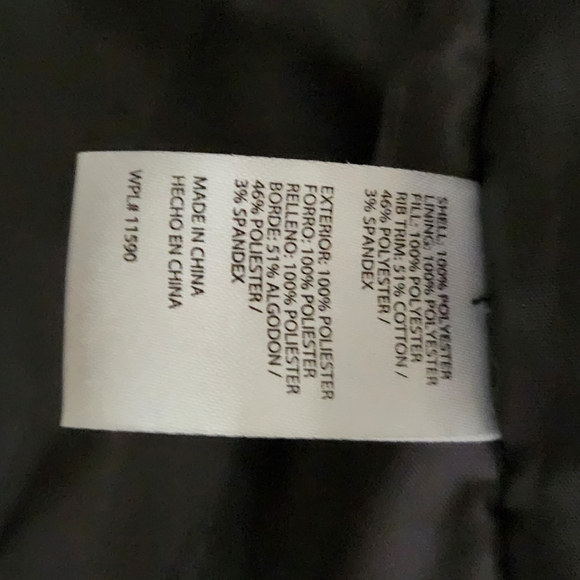 SHELL: 100% POLYESTER
LINING: 100% POLYESTER
FILL: 100% POLYESTER
RIB TRIM: 51% COTTON /
46% POLYESTER /
3% SPANDEX
EXTERIOR: 100% POLIESTER
FORRO: 100% POLIESTER
RELLENO: 100% POLIESTER
BORDE: 51% ALGODON /
46% POLIESTER /
3% SPANDEX
MADE IN CHINA
HECHO EN CHINA
WPL# 11590